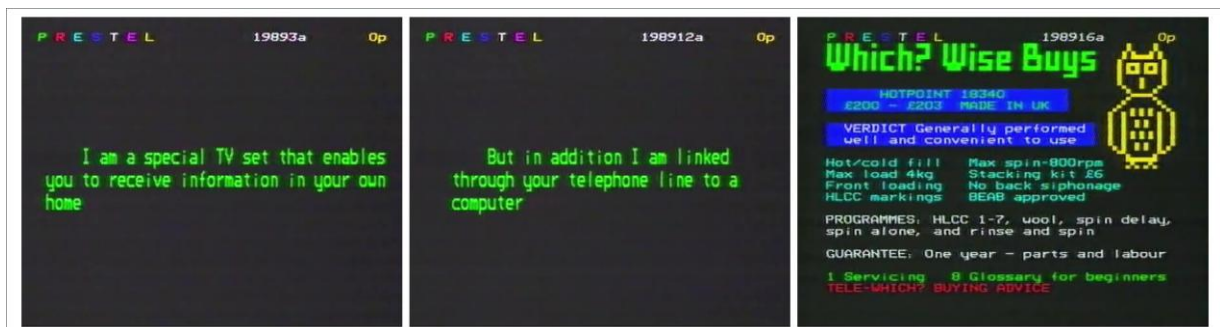 PRESTEL 19893a 0p
I am a special TV set that enables
you to receive information in your own
home
PRESTEL 198912a 0p
But in addition I am linked
through your telephone line to a
computer
PRESTEL 198916a 0p
Which? Wise Buys
HOTPOINT 18340
£200 – £203 MADE IN UK
VERDICT Generally performed
well and convenient to use
Hot/cold fill Max spin-800rpm
Max load 4kg Stacking kit £6
Front loading No back siphonage
HLCC markings BEAB approved
PROGRAMMES: HLCC 1-7, wool, spin delay,
spin alone, and rinse and spin
GUARANTEE: One year – parts and labour
1 Servicing 8 Glossary for beginners
TELE-WHICH? BUYING ADVICE